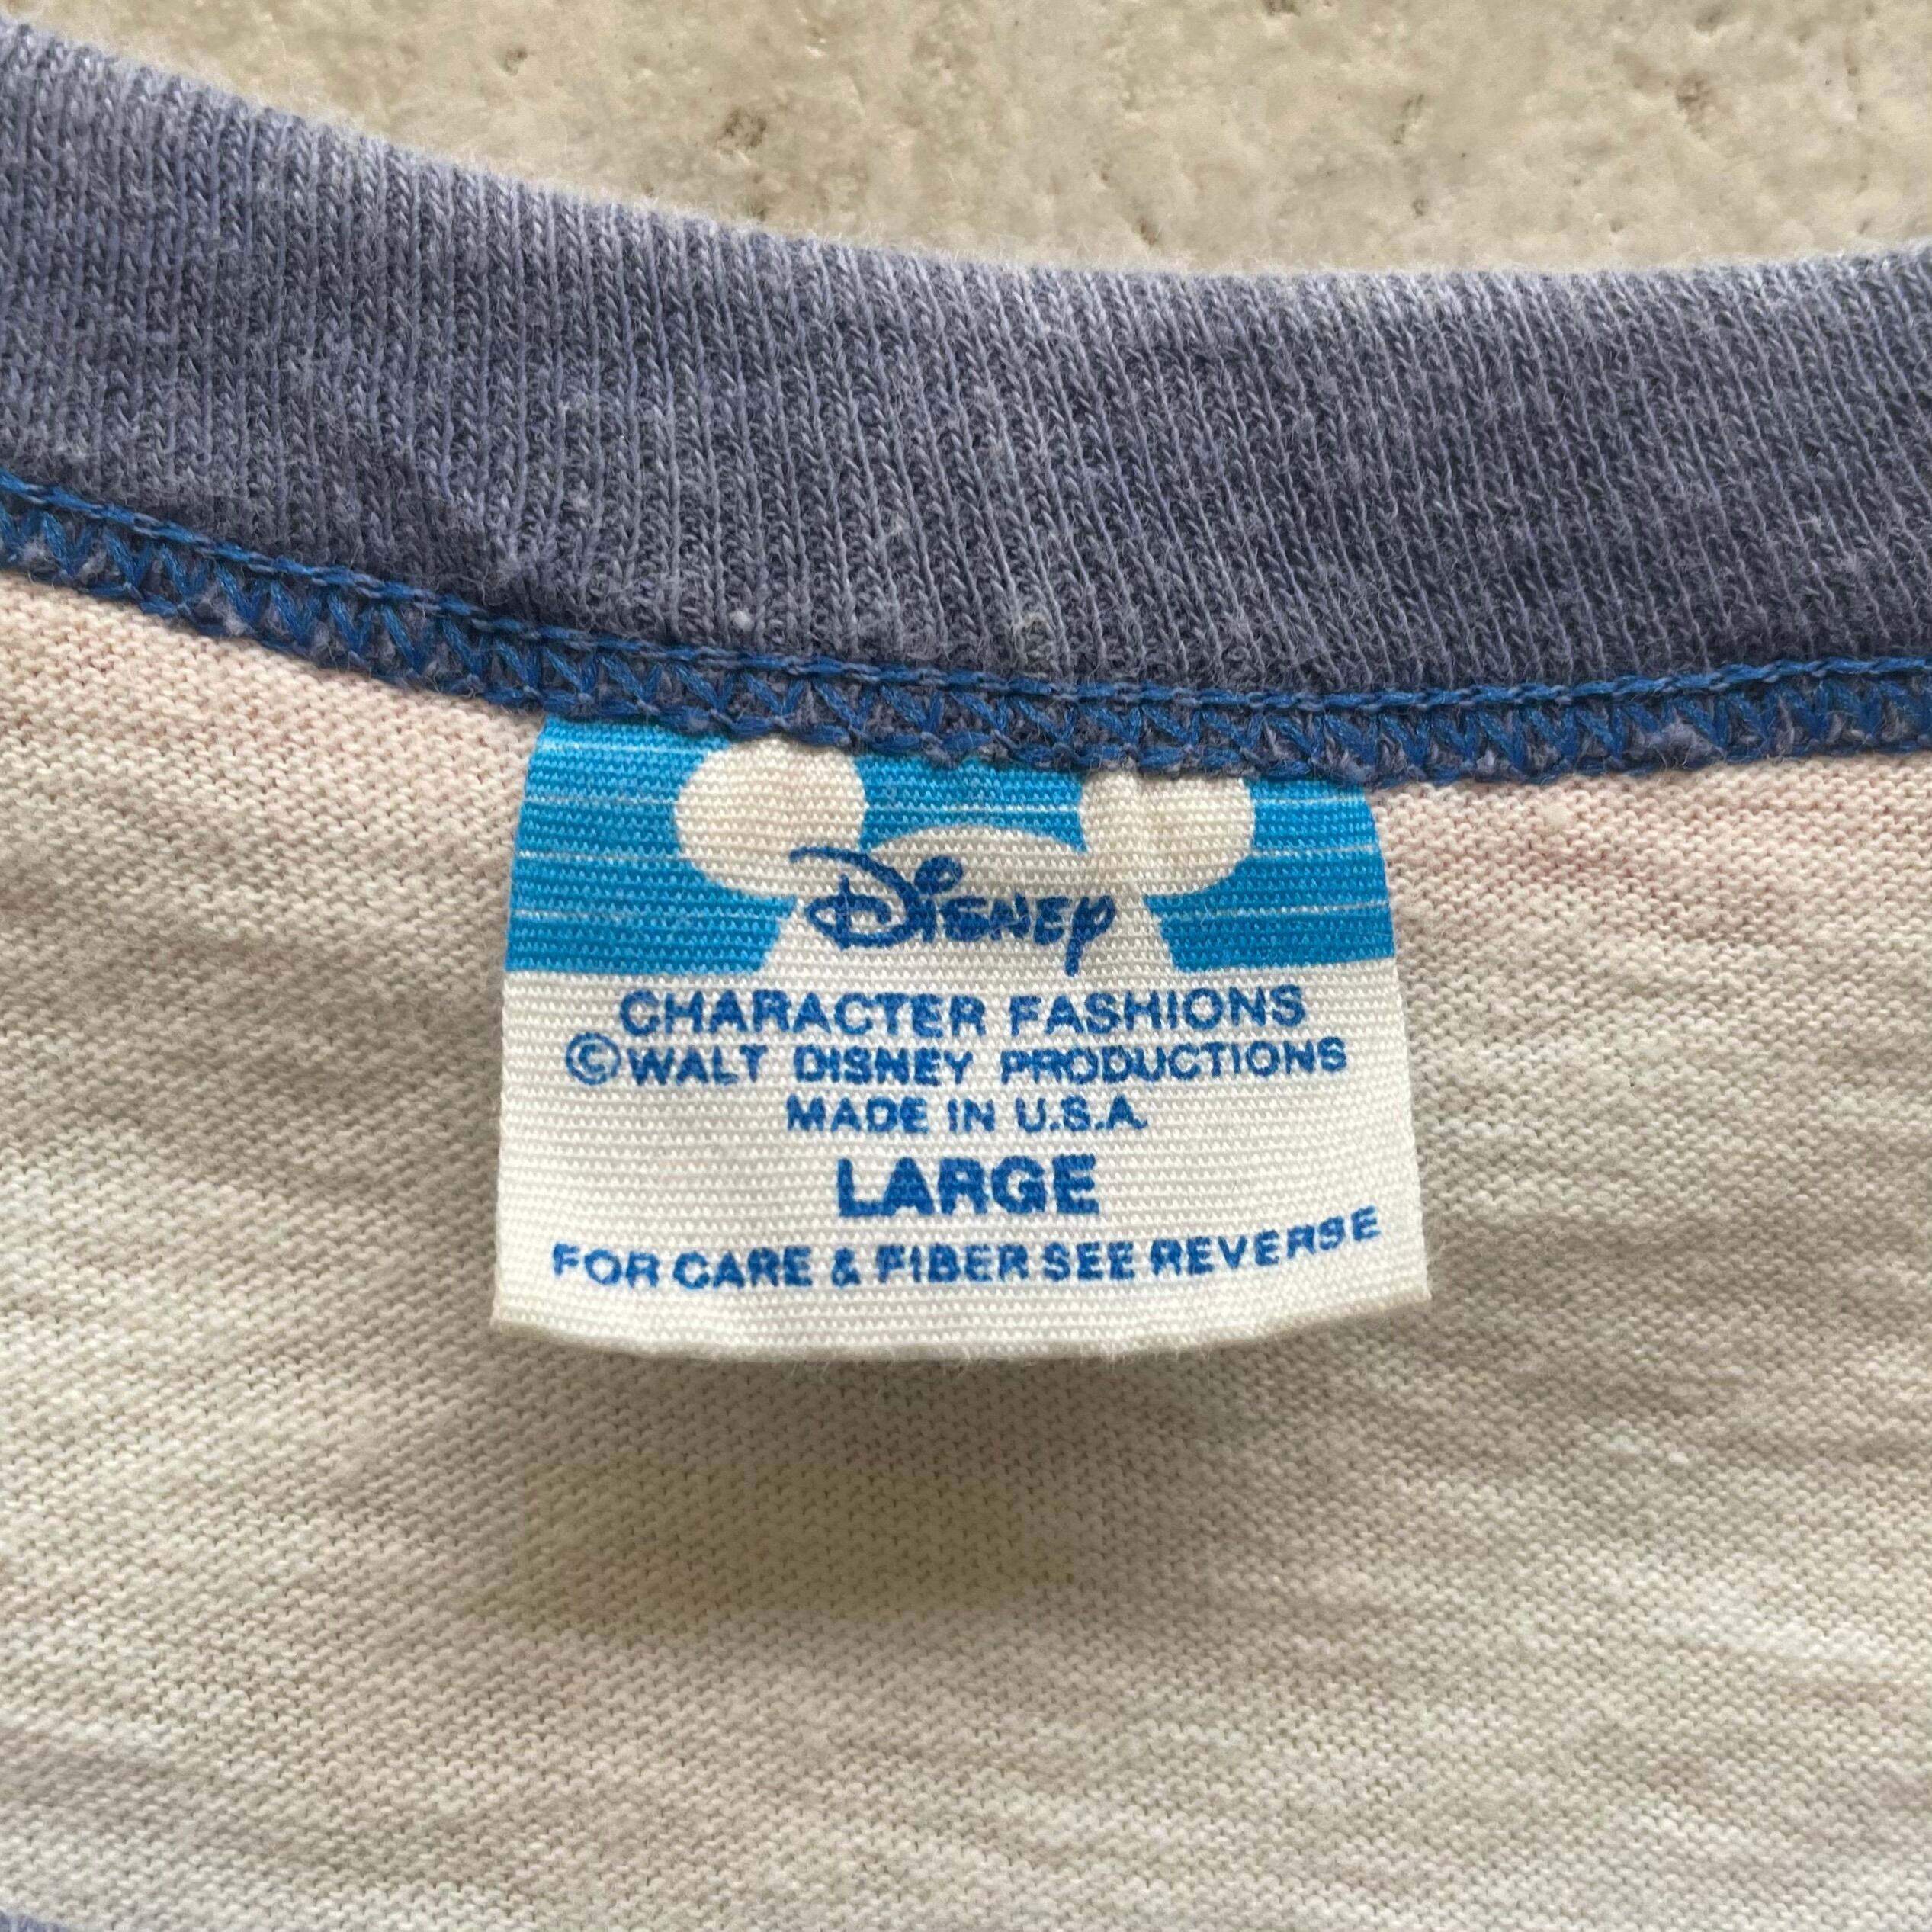 Disney
CHARACTER FASHIONS
©WALT DISNEY PRODUCTIONS
MADE IN U.S.A.
LARGE
FOR CARE & FIBER SEE REVERSE